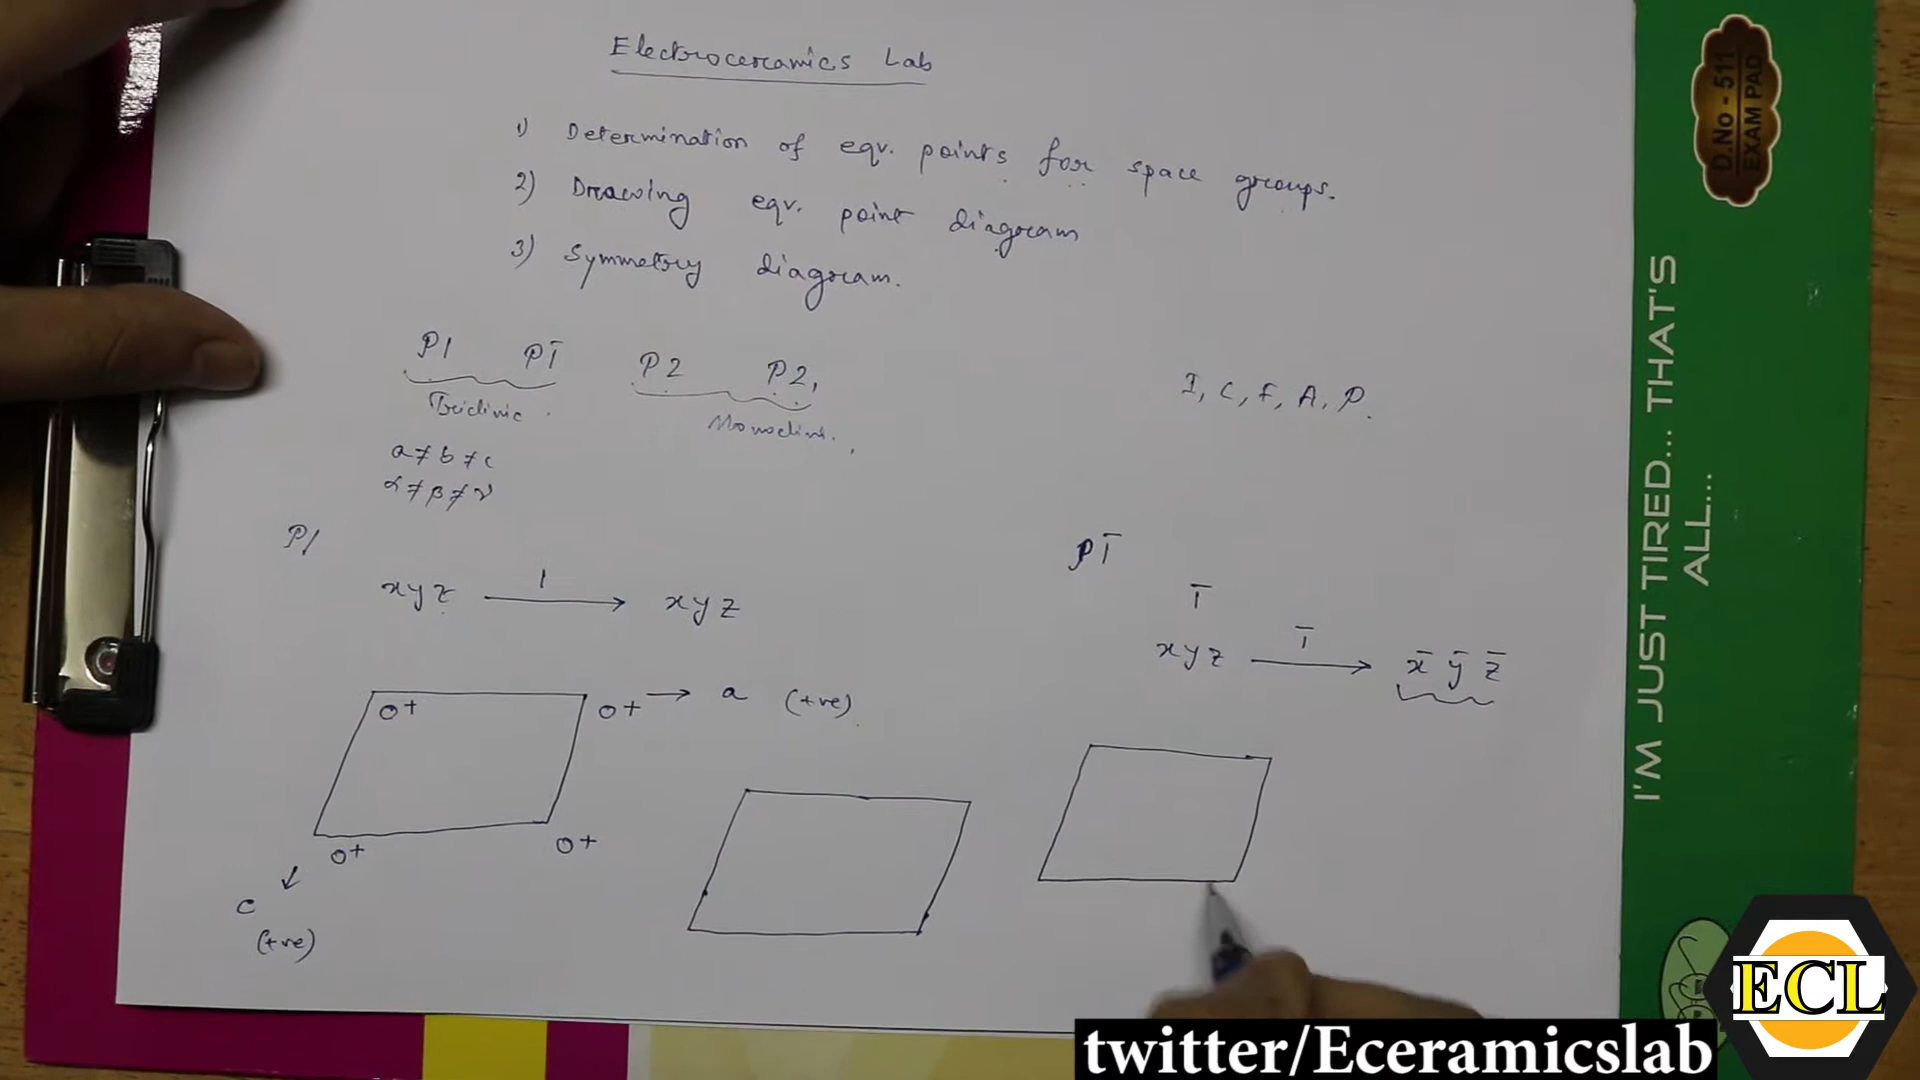 Electroceramics Lab
1) Determination of eqv. points for space groups.
2) Drawing eqv. point diagram
3) Symmetry diagram.
P1 P1̅ P2 P2₁
Triclinic. Monoclini.
I, C, F, A, P.
a ≠ b ≠ c
α ≠ β ≠ γ
P1
xyz 1 → xyz
P1̅
1̅
xyz 1̅ → x̅ y̅ z̅
O+ O+ → a (+ve)
O+ O+
c
(+ve)
D.No - 511
EXAM PAD
I'M JUST TIRED... THAT'S
ALL...
ECL
twitter/Eceramicslab